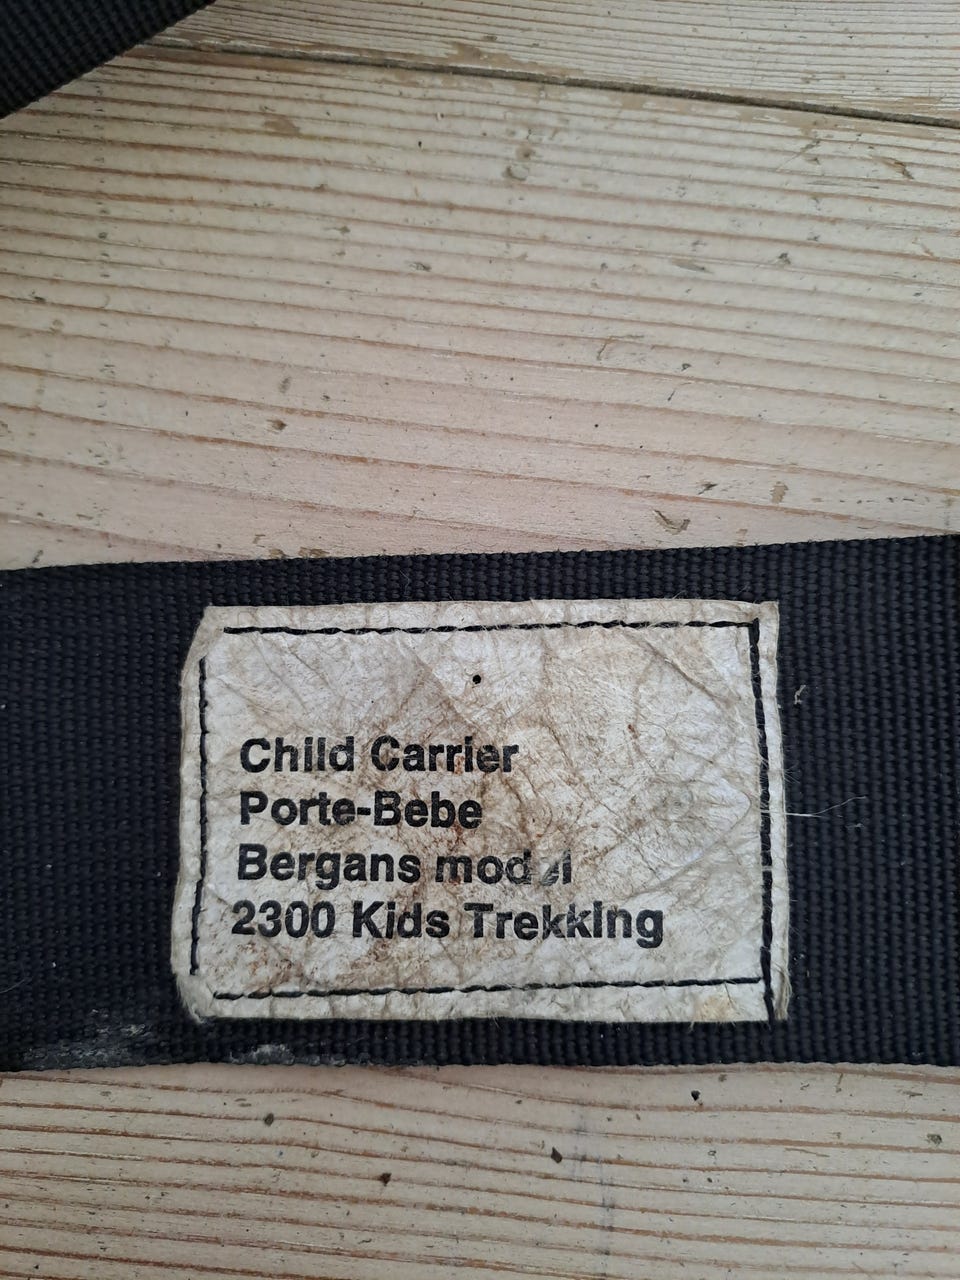 Child Carrier
Porte-Bebe
Bergans model
2300 Kids Trekking